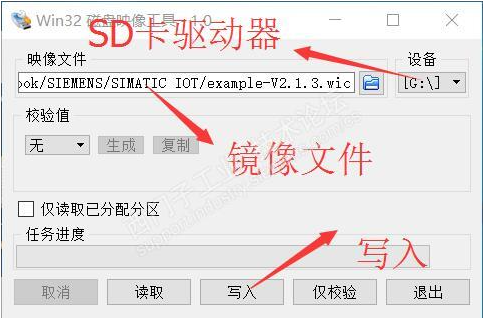 Win32 磁盘映像工具 - 1.0
SD卡驱动器
映像文件
设备
ook/SIEMENS/SIMATIC IOT/example-V2.1.3.wic
[G:\]
校验值
无
生成
复制
镜像文件
仅读取已分配分区
任务进度
写入
取消
读取
写入
仅校验
退出